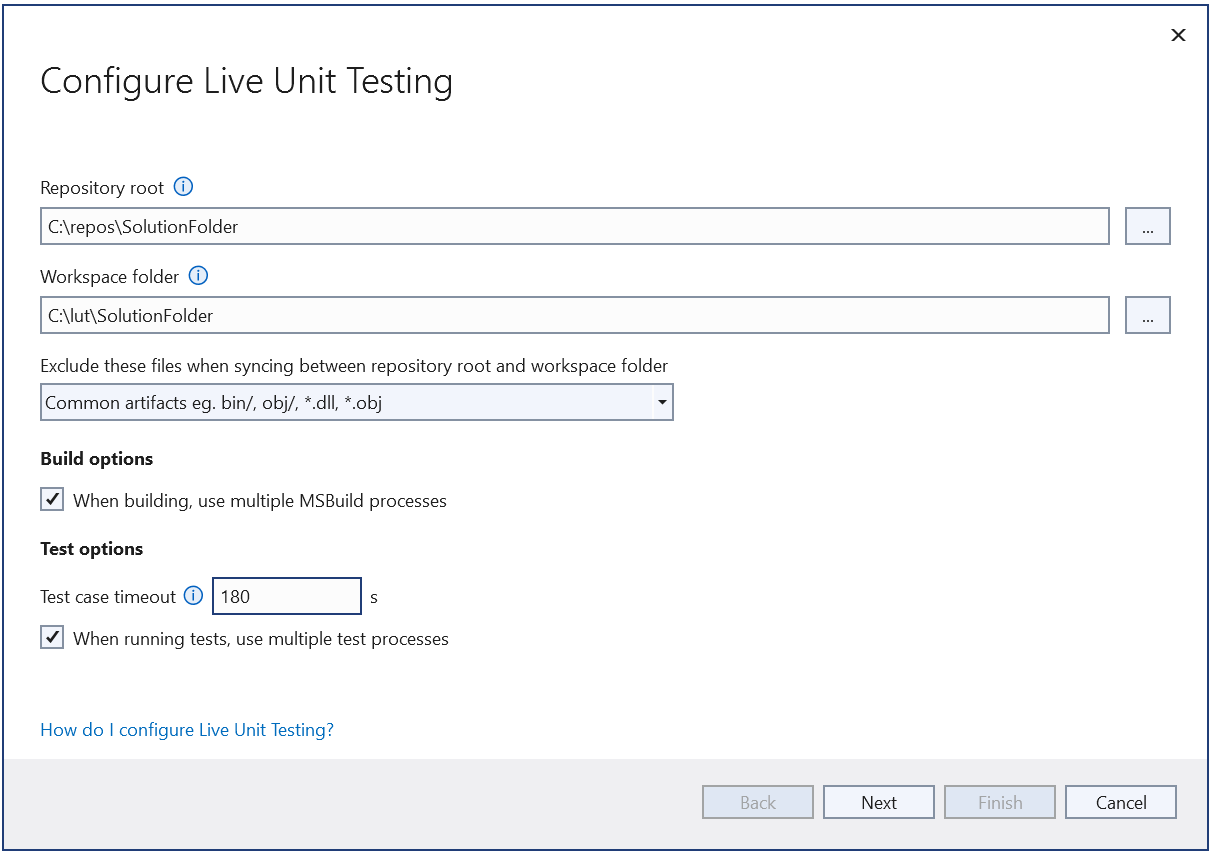 Configure Live Unit Testing
Repository root
C:\repos\SolutionFolder
...
Workspace folder
C:\lut\SolutionFolder
...
Exclude these files when syncing between repository root and workspace folder
Common artifacts eg. bin/, obj/, *.dll, *.obj
Build options
When building, use multiple MSBuild processes
Test options
Test case timeout 180 s
When running tests, use multiple test processes
How do I configure Live Unit Testing?
Back Next Finish Cancel